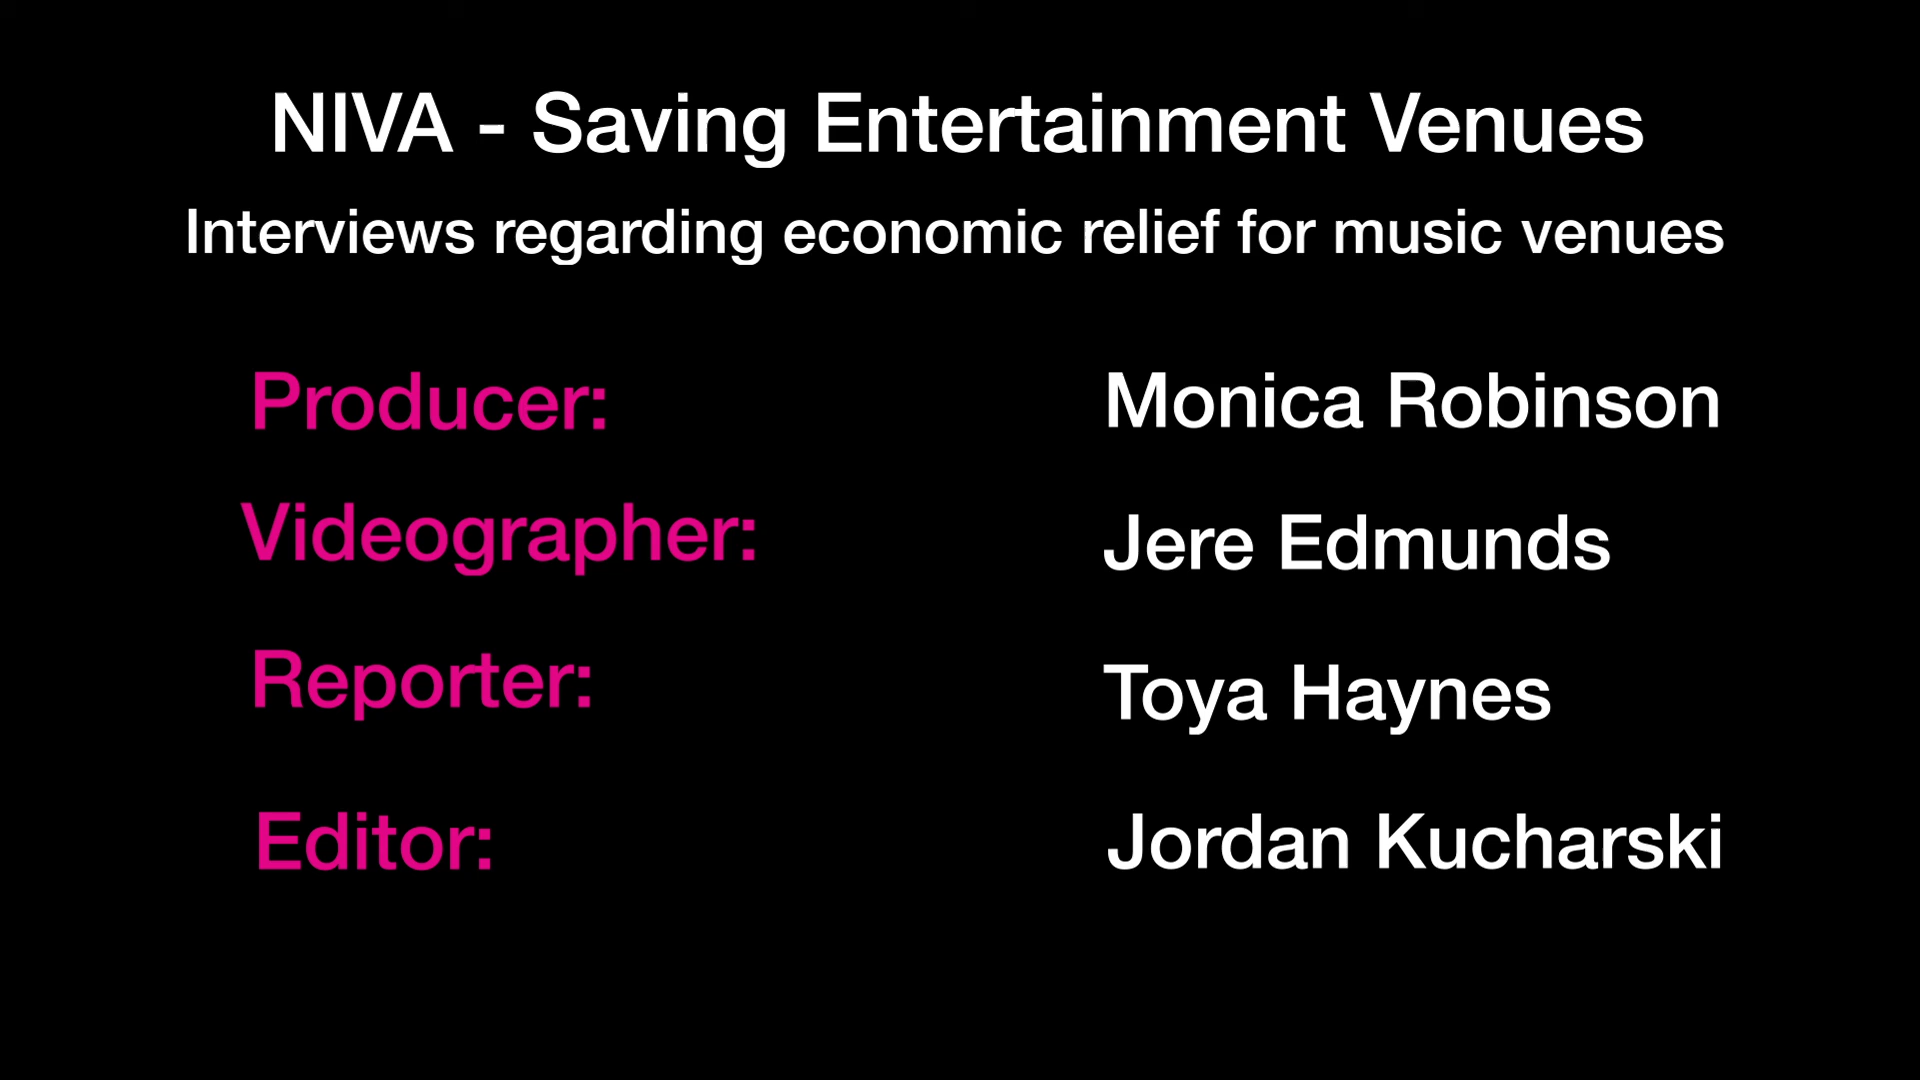 NIVA - Saving Entertainment Venues
Interviews regarding economic relief for music venues
Producer: Monica Robinson
Videographer: Jere Edmunds
Reporter: Toya Haynes
Editor: Jordan Kucharski